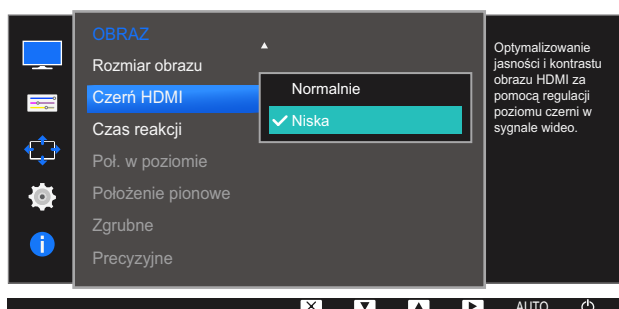 OBRAZ
Rozmiar obrazu
Czerń HDMI
Czas reakcji
Poł. w poziomie
Położenie pionowe
Zgrubne
Precyzyjne
Normalnie
Niska
Optymalizowanie
jasności i kontrastu
obrazu HDMI za
pomocą regulacji
poziomu czerni w
sygnale wideo.
AUTO